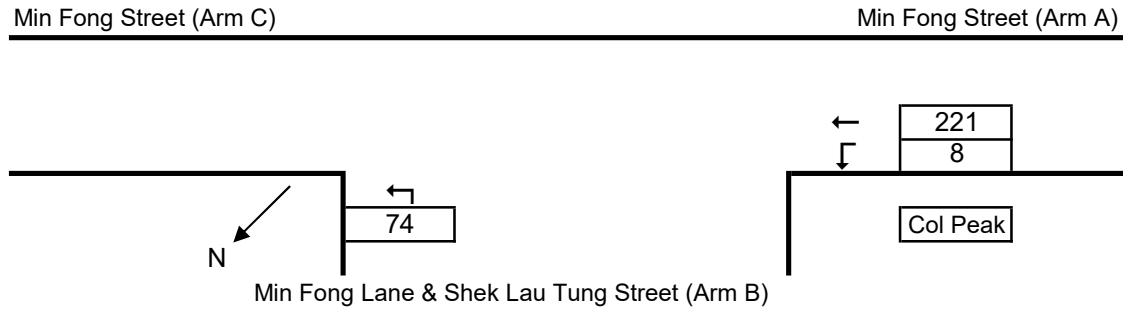 Min Fong Street (Arm C)
Min Fong Street (Arm A)
221
8
74
Col Peak
N
Min Fong Lane & Shek Lau Tung Street (Arm B)